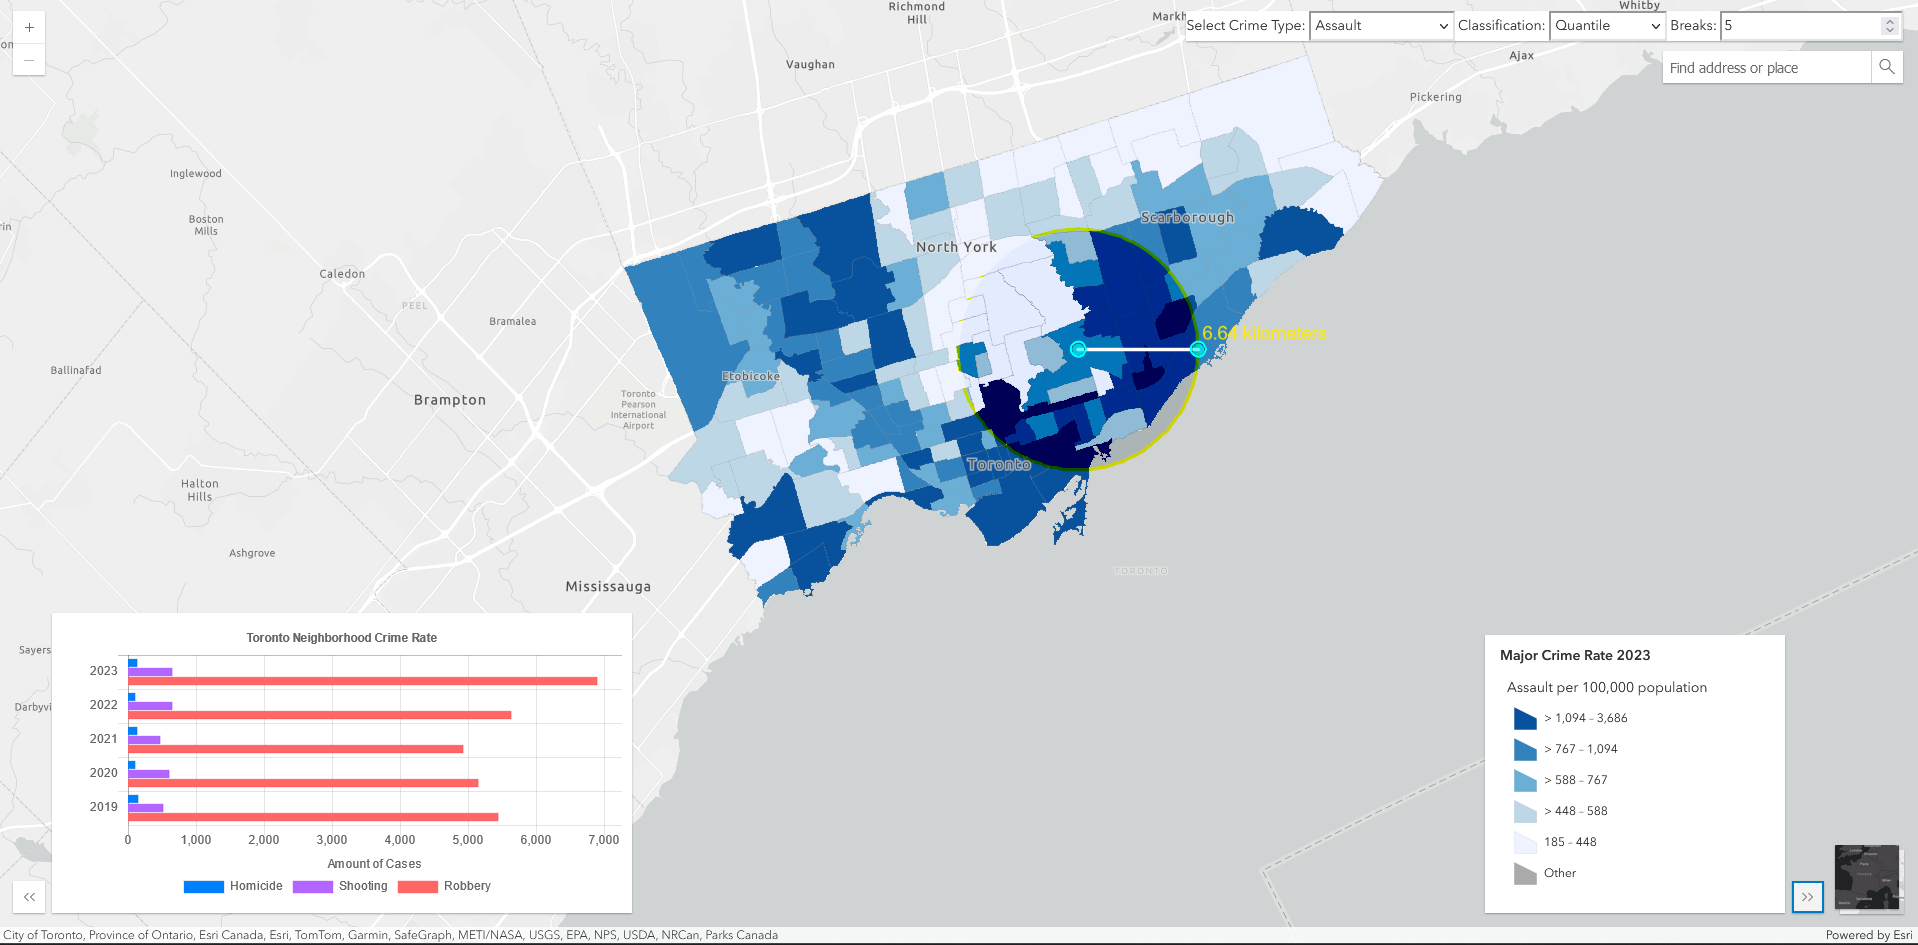 Richmond
Hill
Markh
Whitby
Select Crime Type: Assault Classification: Quantile Breaks: 5
+
−
Find address or place
Vaughan
Ajax
Pickering
Inglewood
Boston
Mills
Scarborough
North York
Caledon
PEEL
Bramalea
6.64 kilometers
Ballinafad
Etobicoke
Brampton
Toronto
Pearson
International
Airport
Toronto
Halton
Hills
Ashgrove
TORONTO
Mississauga
Sayers
Darbyvi
Toronto Neighborhood Crime Rate
2023
2022
2021
2020
2019
0 1,000 2,000 3,000 4,000 5,000 6,000 7,000
Amount of Cases
Homicide Shooting Robbery
Major Crime Rate 2023
Assault per 100,000 population
> 1,094 - 3,686
> 767 - 1,094
> 588 - 767
> 448 - 588
185 - 448
Other
City of Toronto, Province of Ontario, Esri Canada, Esri, TomTom, Garmin, SafeGraph, METI/NASA, USGS, EPA, NPS, USDA, NRCan, Parks Canada
Powered by Esri